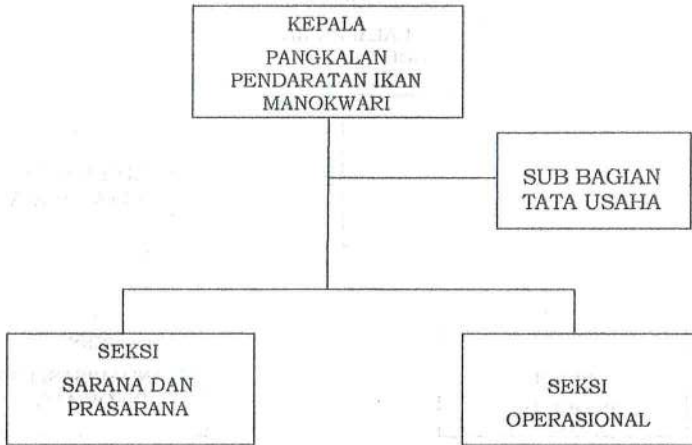 KEPALA
PANGKALAN
PENDARATAN IKAN
MANOKWARI
SUB BAGIAN
TATA USAHA
SEKSI
SARANA DAN
PRASARANA
SEKSI
OPERASIONAL